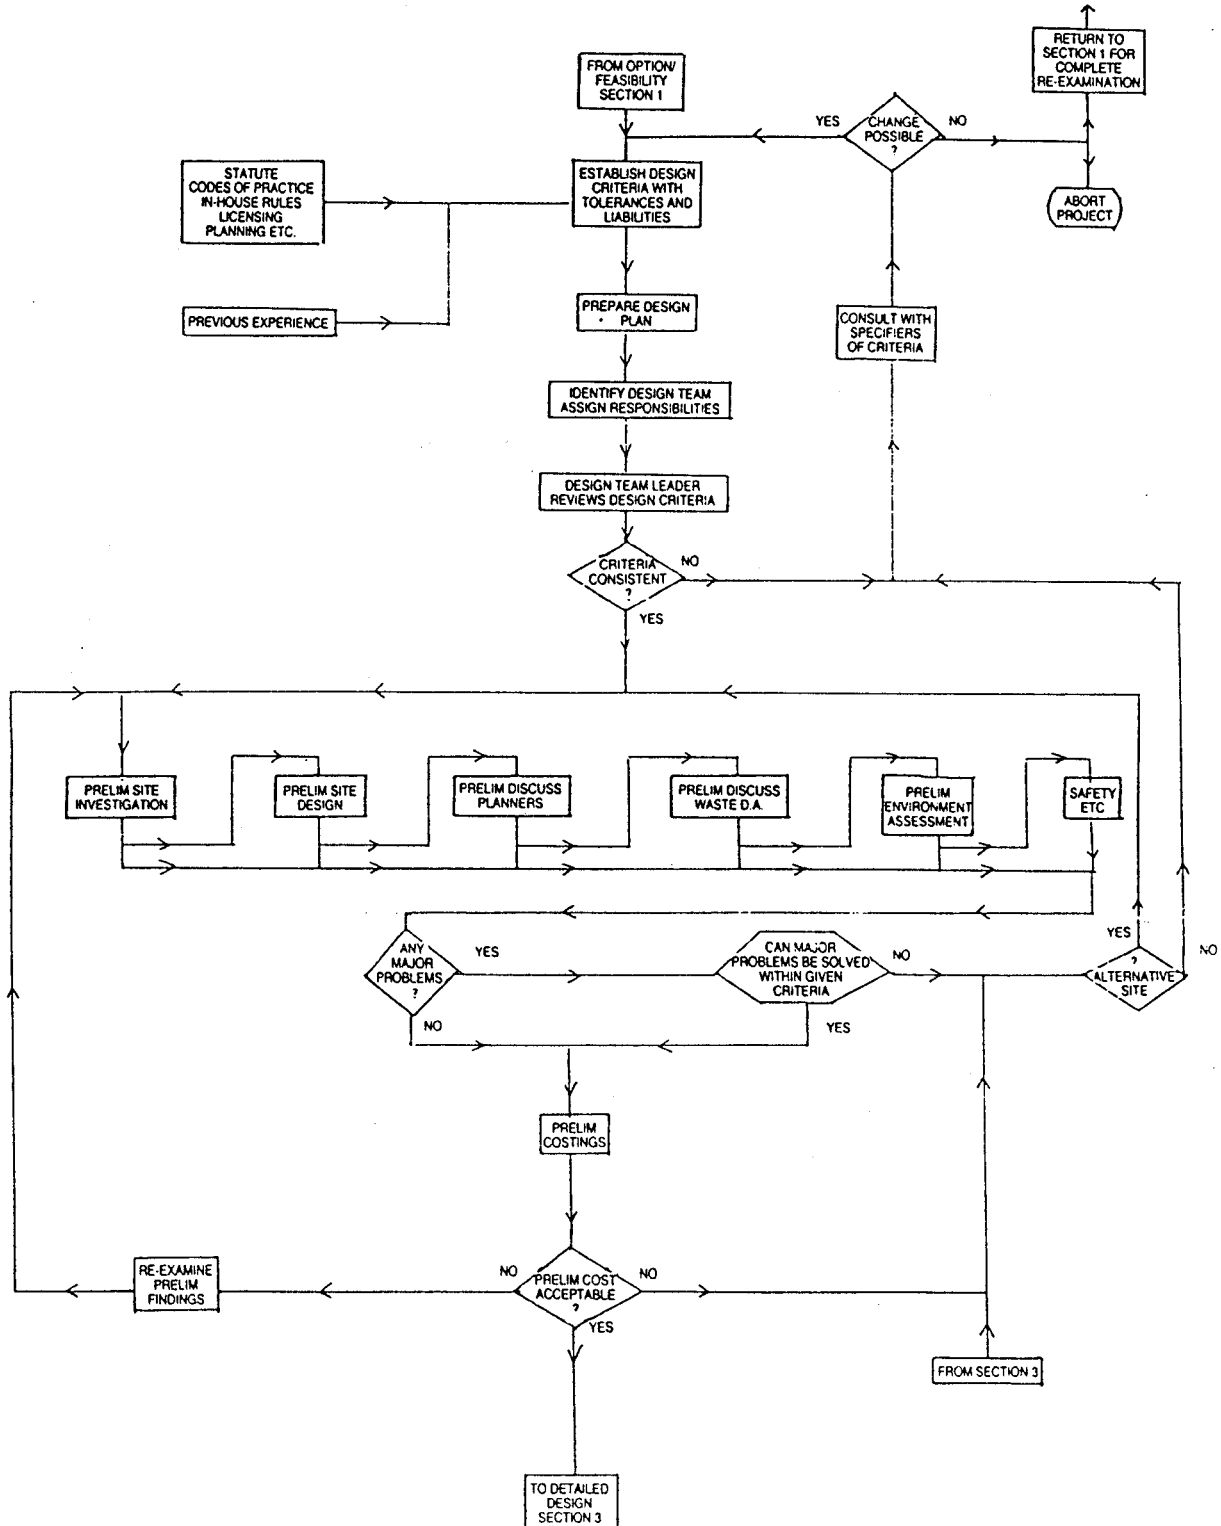 RETURN TO
SECTION 1 FOR
COMPLETE
RE-EXAMINATION
FROM OPTION/
FEASIBILITY
SECTION 1
YES
CHANGE
POSSIBLE
?
NO
STATUTE
CODES OF PRACTICE
IN-HOUSE RULES
LICENSING
PLANNING ETC.
ESTABLISH DESIGN
CRITERIA WITH
TOLERANCES AND
LIABILITIES
ABORT
PROJECT
PREVIOUS EXPERIENCE
PREPARE DESIGN
PLAN
CONSULT WITH
SPECIFIERS
OF CRITERIA
IDENTIFY DESIGN TEAM
ASSIGN RESPONSIBILITIES
DESIGN TEAM LEADER
REVIEWS DESIGN CRITERIA
CRITERIA
CONSISTENT
?
NO
YES
PRELIM SITE
INVESTIGATION
PRELIM SITE
DESIGN
PRELIM DISCUSS
PLANNERS
PRELIM DISCUSS
WASTE D.A.
PRELIM
ENVIRONMENT
ASSESSMENT
SAFETY
ETC
ANY
MAJOR
PROBLEMS
?
YES
NO
CAN MAJOR
PROBLEMS BE SOLVED
WITHIN GIVEN
CRITERIA
NO
YES
YES
?
ALTERNATIVE
SITE
NO
PRELIM
COSTINGS
RE-EXAMINE
PRELIM
FINDINGS
NO
PRELIM COST
ACCEPTABLE
?
NO
YES
FROM SECTION 3
TO DETAILED
DESIGN
SECTION 3